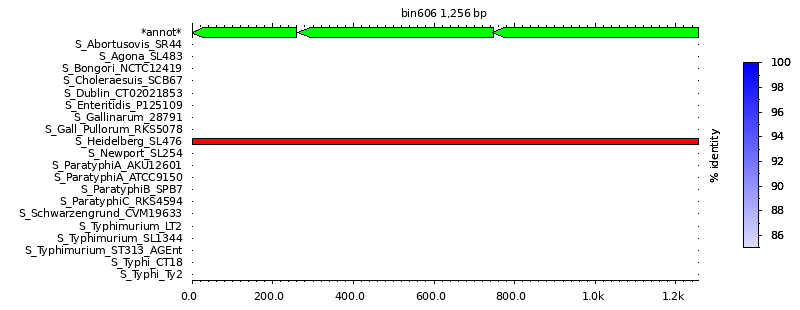 bin606 1,256 bp
*annot*
S_Abortusovis_SR44
S_Agona_SL483
S_Bongori_NCTC12419
S_Choleraesuis_SCB67
S_Dublin_CT02021853
S_Enteritidis_P125109
S_Gallinarum_28791
S_Gall_Pullorum_RKS5078
S_Heidelberg_SL476
S_Newport_SL254
S_ParatyphiA_AKU12601
S_ParatyphiA_ATCC9150
S_ParatyphiB_SPB7
S_ParatyphiC_RKS4594
S_Schwarzengrund_CVM19633
S_Typhimurium_LT2
S_Typhimurium_SL1344
S_Typhimurium_ST313_AGEnt
S_Typhi_CT18
S_Typhi_Ty2
0.0 200.0 400.0 600.0 800.0 1.0k 1.2k
% identity
100
98
96
94
92
90
88
86